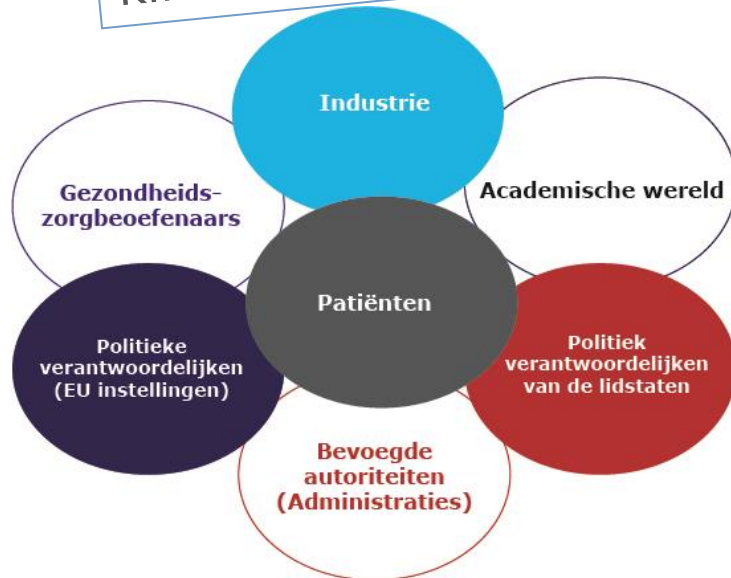 Industrie
Gezondheids-
zorgbeoefenaars
Academische wereld
Patiënten
Politieke
verantwoordelijken
(EU instellingen)
Politiek
verantwoordelijken
van de lidstaten
Bevoegde
autoriteiten
(Administraties)